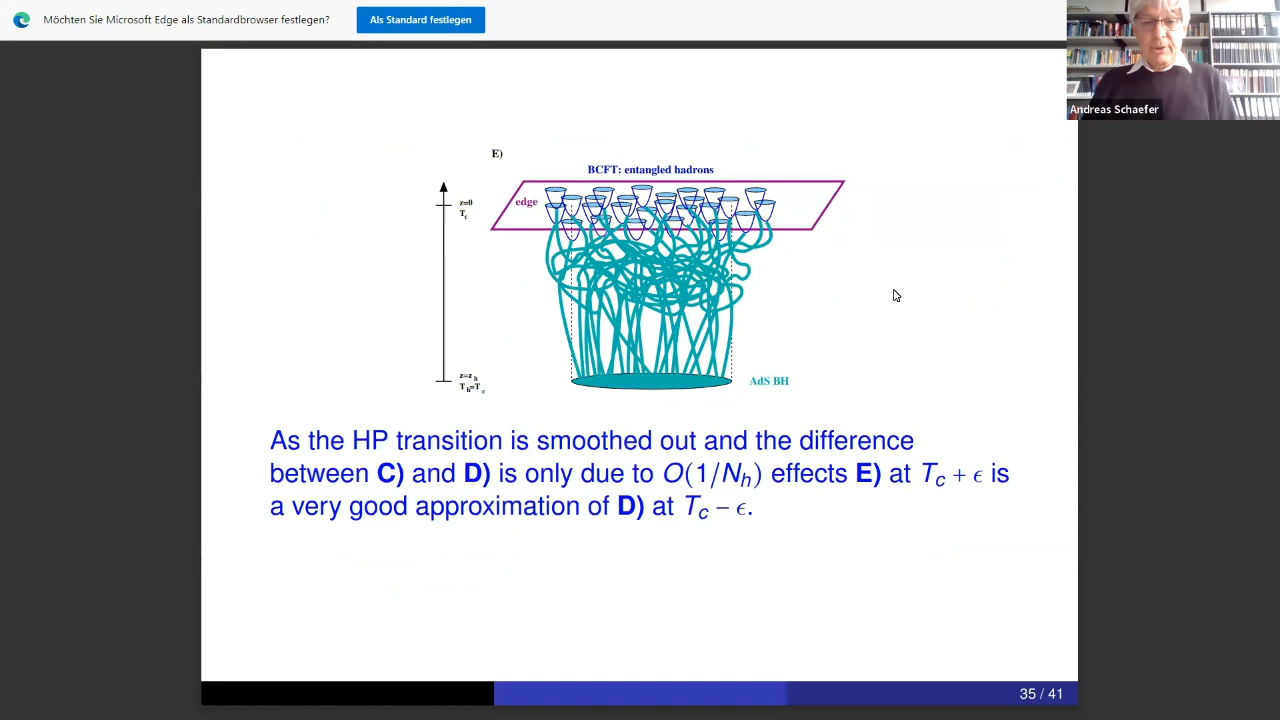 Möchten Sie Microsoft Edge als Standardbrowser festlegen?
Als Standard festlegen
Andreas Schaefer
E)
BCFT: entangled hadrons
edge
z=0
T_c
z=z_h
T_h=T_c
AdS BH
As the HP transition is smoothed out and the difference
between C) and D) is only due to O(1/N_h) effects E) at T_c + ϵ is
a very good approximation of D) at T_c − ϵ.
35 / 41